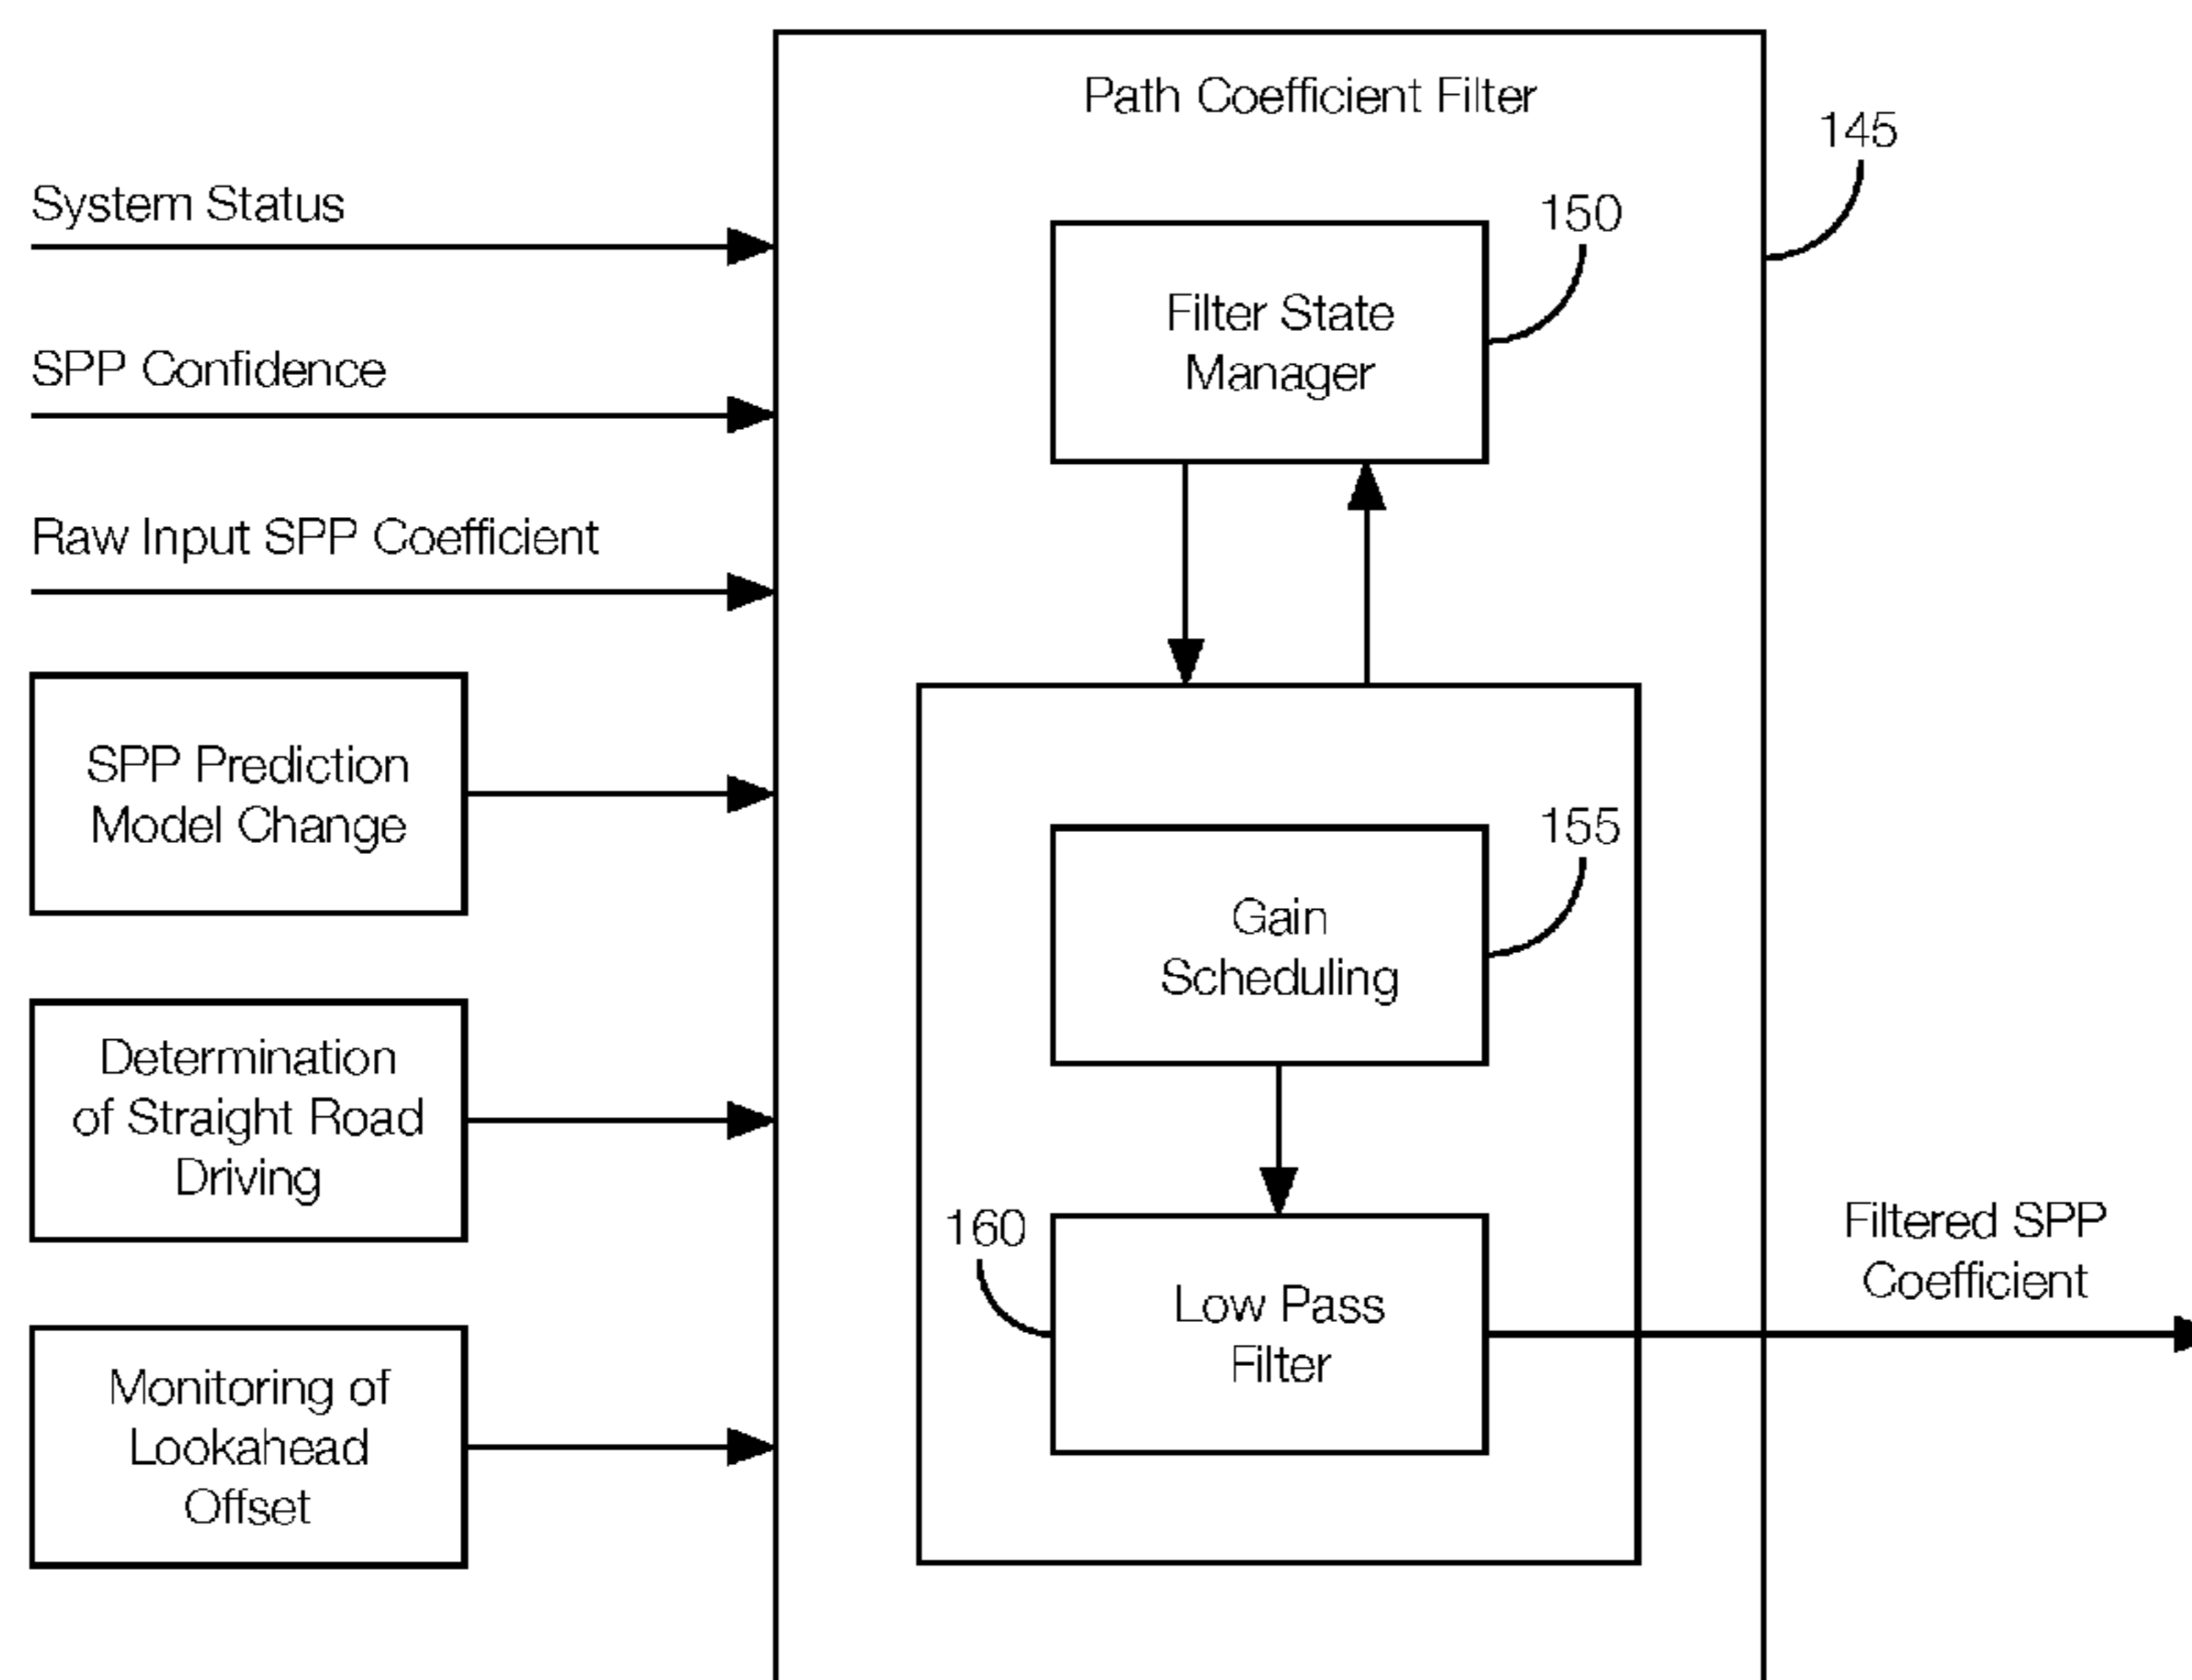 Path Coefficient Filter
145
System Status
150
Filter State
Manager
SPP Confidence
Raw Input SPP Coefficient
SPP Prediction
Model Change
155
Gain
Scheduling
Determination
of Straight Road
Driving
160
Low Pass
Filter
Filtered SPP
Coefficient
Monitoring of
Lookahead
Offset